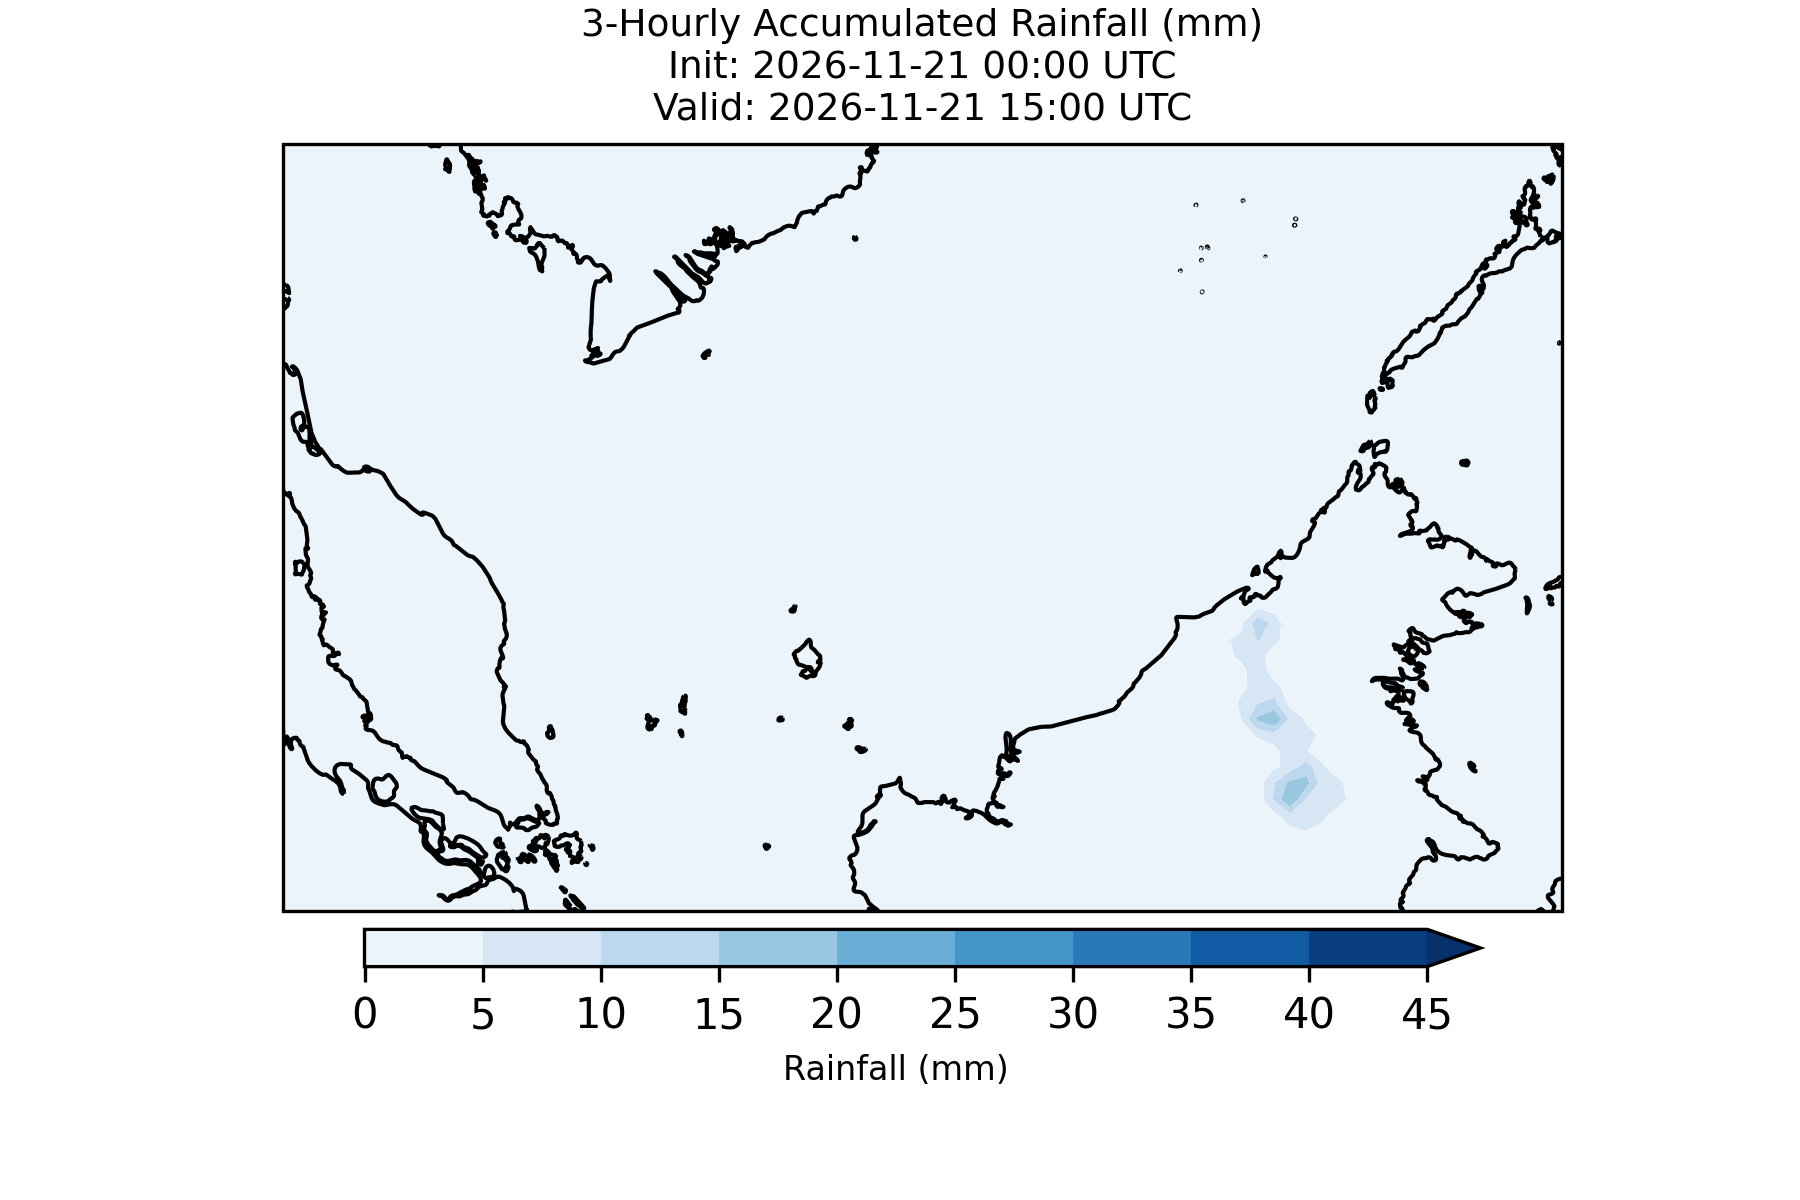 3-Hourly Accumulated Rainfall (mm)
Init: 2026-11-21 00:00 UTC
Valid: 2026-11-21 15:00 UTC
0 5 10 15 20 25 30 35 40 45
Rainfall (mm)